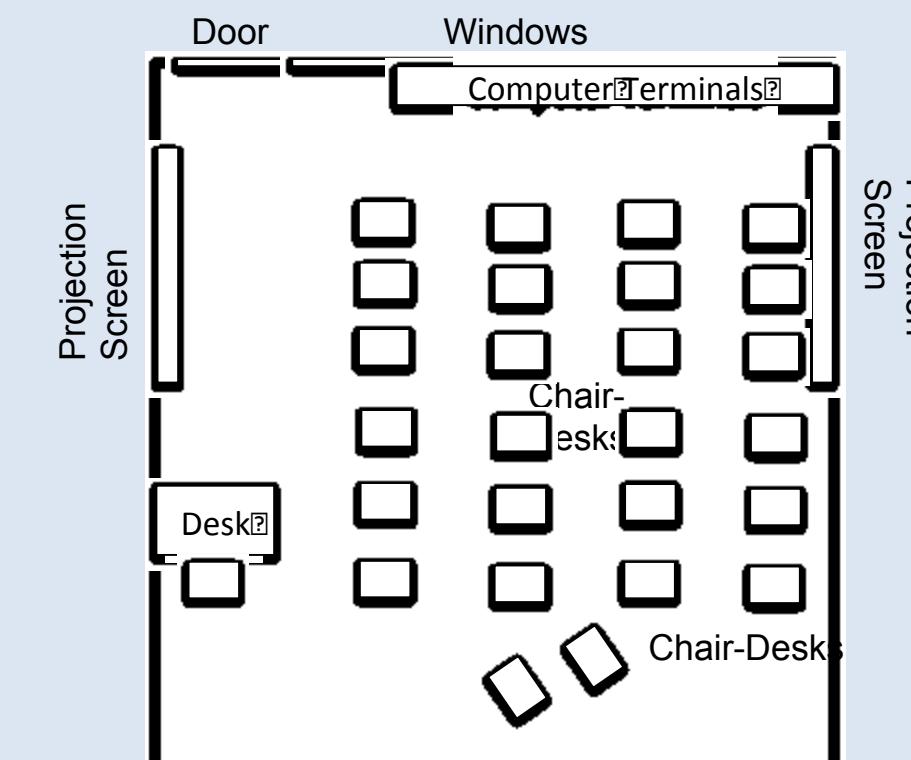 Door
Windows
Computer Terminals
Projection
Screen
Screen
Chair-
esks
Desk
Chair-Desks